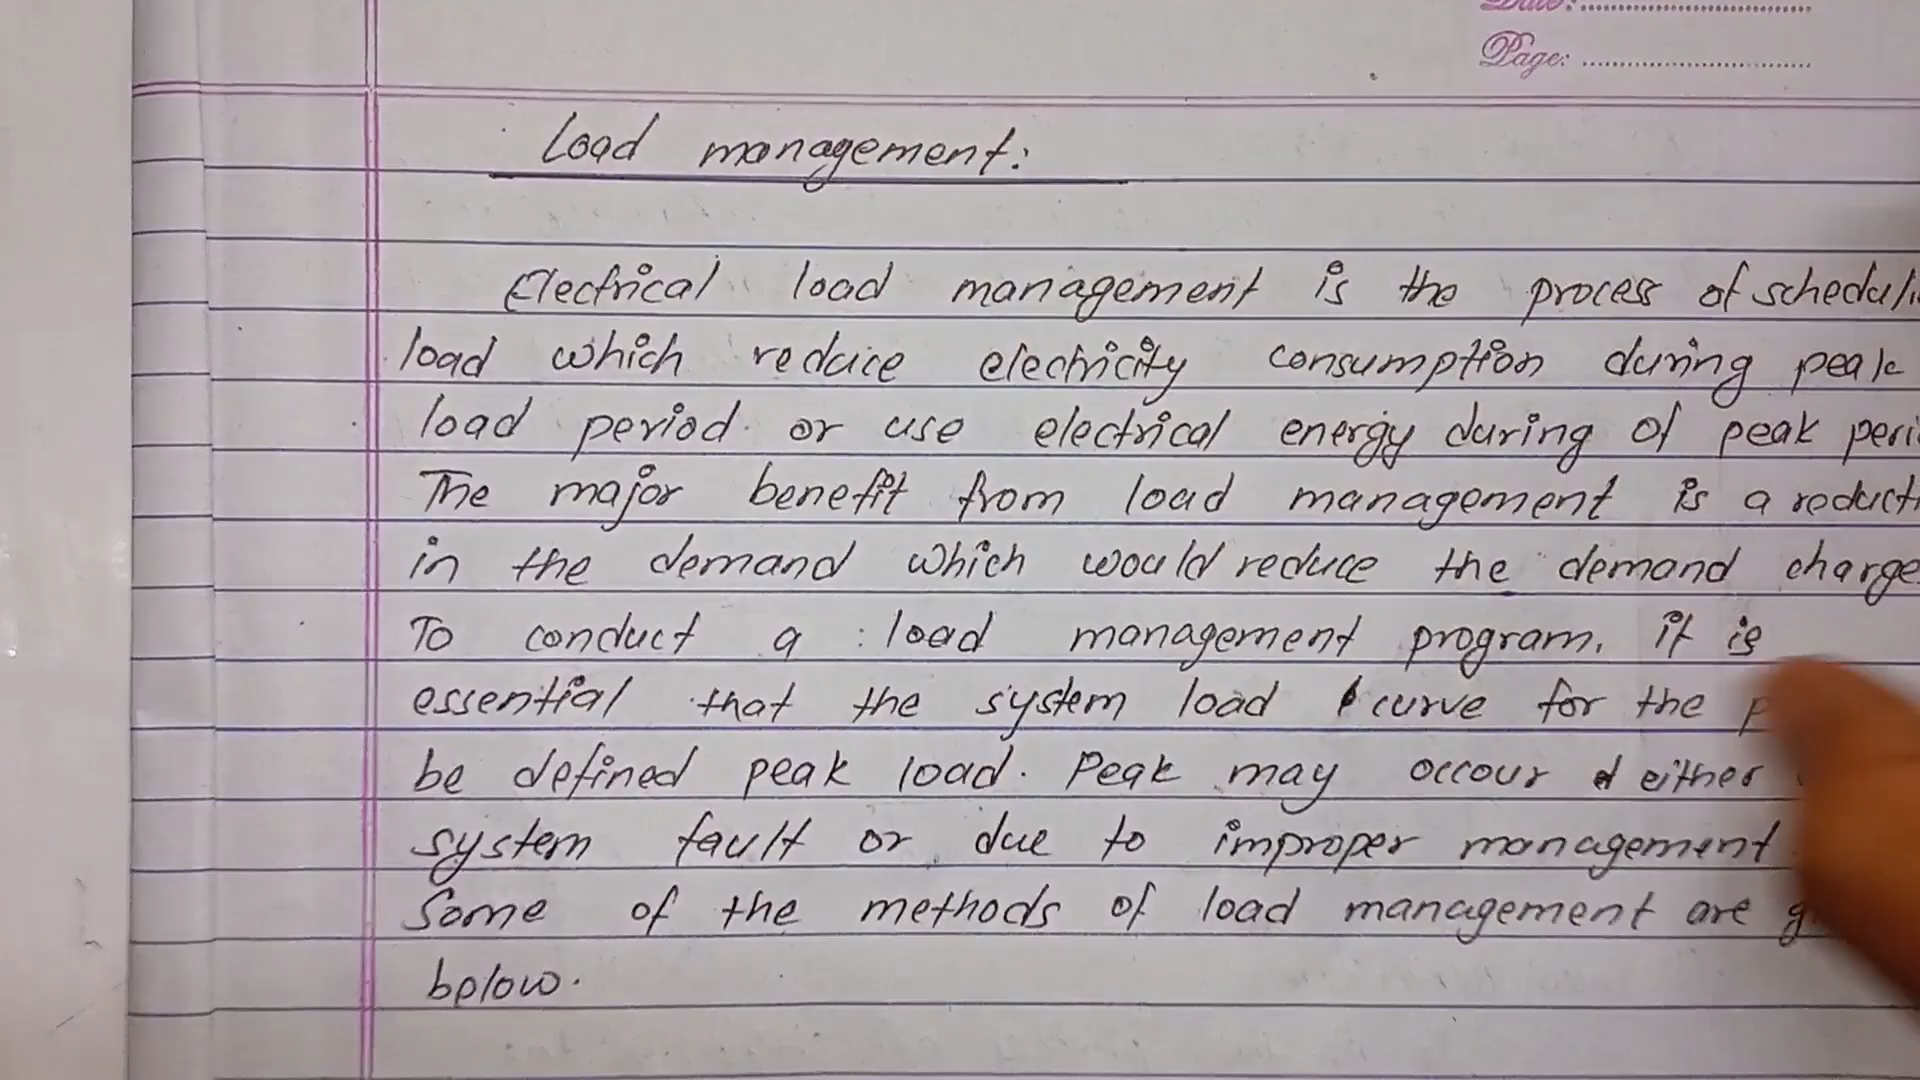 Date:
Page:
Load management:
Electrical load management is the process of
load which reduce electricity consumption during peak
load period or use electrical energy during of peak
The major benefit from load management is a
in the demand which would reduce the demand charge
To conduct a load management program, it is
essential that the system load curve for the
be defined peak load. Peak may occour either
system fault or due to improper management
Some of the methods of load management are
below.